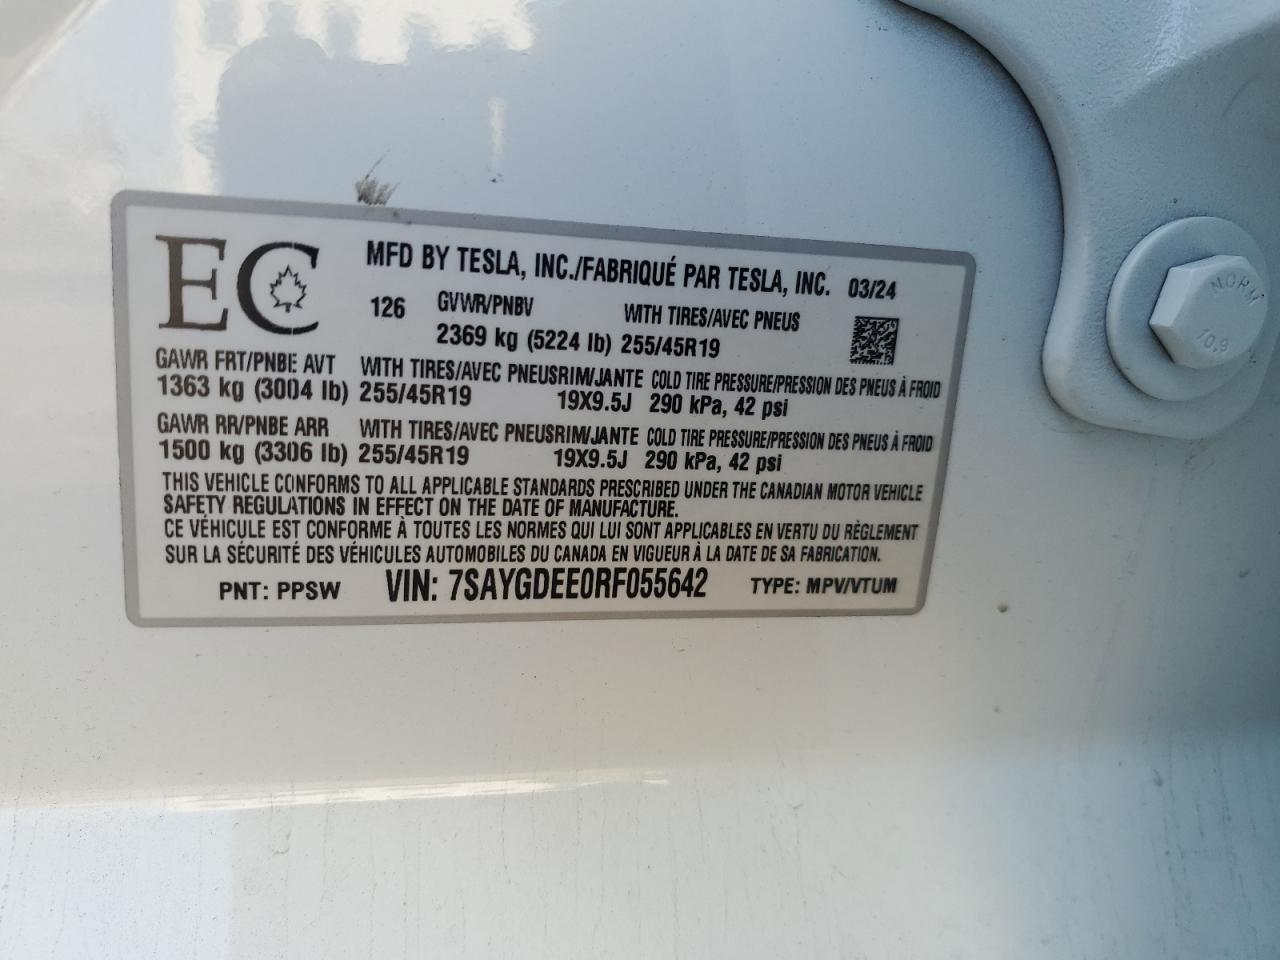 EC MFD BY TESLA, INC./FABRIQUÉ PAR TESLA, INC. 03/24
126 GVWR/PNBV WITH TIRES/AVEC PNEUS
2369 kg (5224 lb) 255/45R19
GAWR FRT/PNBE AVT WITH TIRES/AVEC PNEUS RIM/JANTE COLD TIRE PRESSURE/PRESSION DES PNEUS À FROID
1363 kg (3004 lb) 255/45R19 19X9.5J 290 kPa, 42 psi
GAWR RR/PNBE ARR WITH TIRES/AVEC PNEUS RIM/JANTE COLD TIRE PRESSURE/PRESSION DES PNEUS À FROID
1500 kg (3306 lb) 255/45R19 19X9.5J 290 kPa, 42 psi
THIS VEHICLE CONFORMS TO ALL APPLICABLE STANDARDS PRESCRIBED UNDER THE CANADIAN MOTOR VEHICLE
SAFETY REGULATIONS IN EFFECT ON THE DATE OF MANUFACTURE.
CE VÉHICULE EST CONFORME À TOUTES LES NORMES QUI LUI SONT APPLICABLES EN VERTU DU RÈGLEMENT
SUR LA SÉCURITÉ DES VÉHICULES AUTOMOBILES DU CANADA EN VIGUEUR À LA DATE DE SA FABRICATION.
PNT: PPSW VIN: 7SAYGDEE0RF055642 TYPE: MPV/VTUM
NORM
10.9